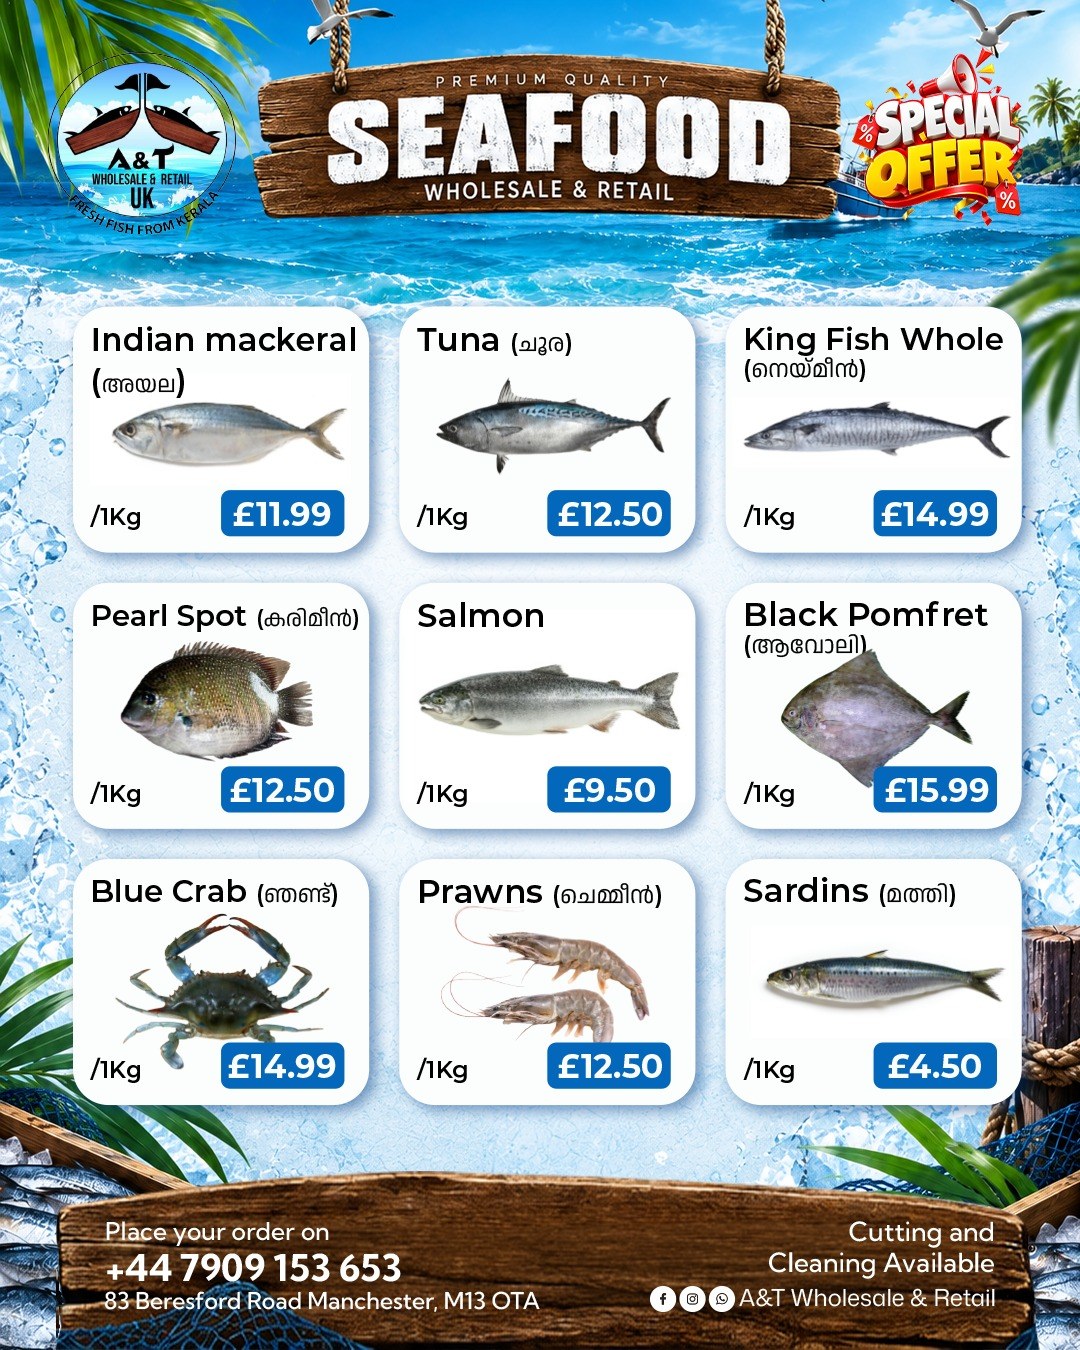 A&T
WHOLESALE & RETAIL
UK
FRESH FISH FROM KERALA
PREMIUM QUALITY
SEAFOOD
WHOLESALE & RETAIL
SPECIAL
OFFER
%
%
Indian mackeral
(അയല)
/1Kg
£11.99
Tuna (ചൂര)
/1Kg
£12.50
King Fish Whole
(നെയ്മീൻ)
/1Kg
£14.99
Pearl Spot (കരിമീൻ)
/1Kg
£12.50
Salmon
/1Kg
£9.50
Black Pomfret
(ആവോലി)
/1Kg
£15.99
Blue Crab (ഞണ്ട്)
/1Kg
£14.99
Prawns (ചെമ്മീൻ)
/1Kg
£12.50
Sardins (മത്തി)
/1Kg
£4.50
Place your order on
+44 7909 153 653
83 Beresford Road Manchester, M13 OTA
Cutting and
Cleaning Available
A&T Wholesale & Retail